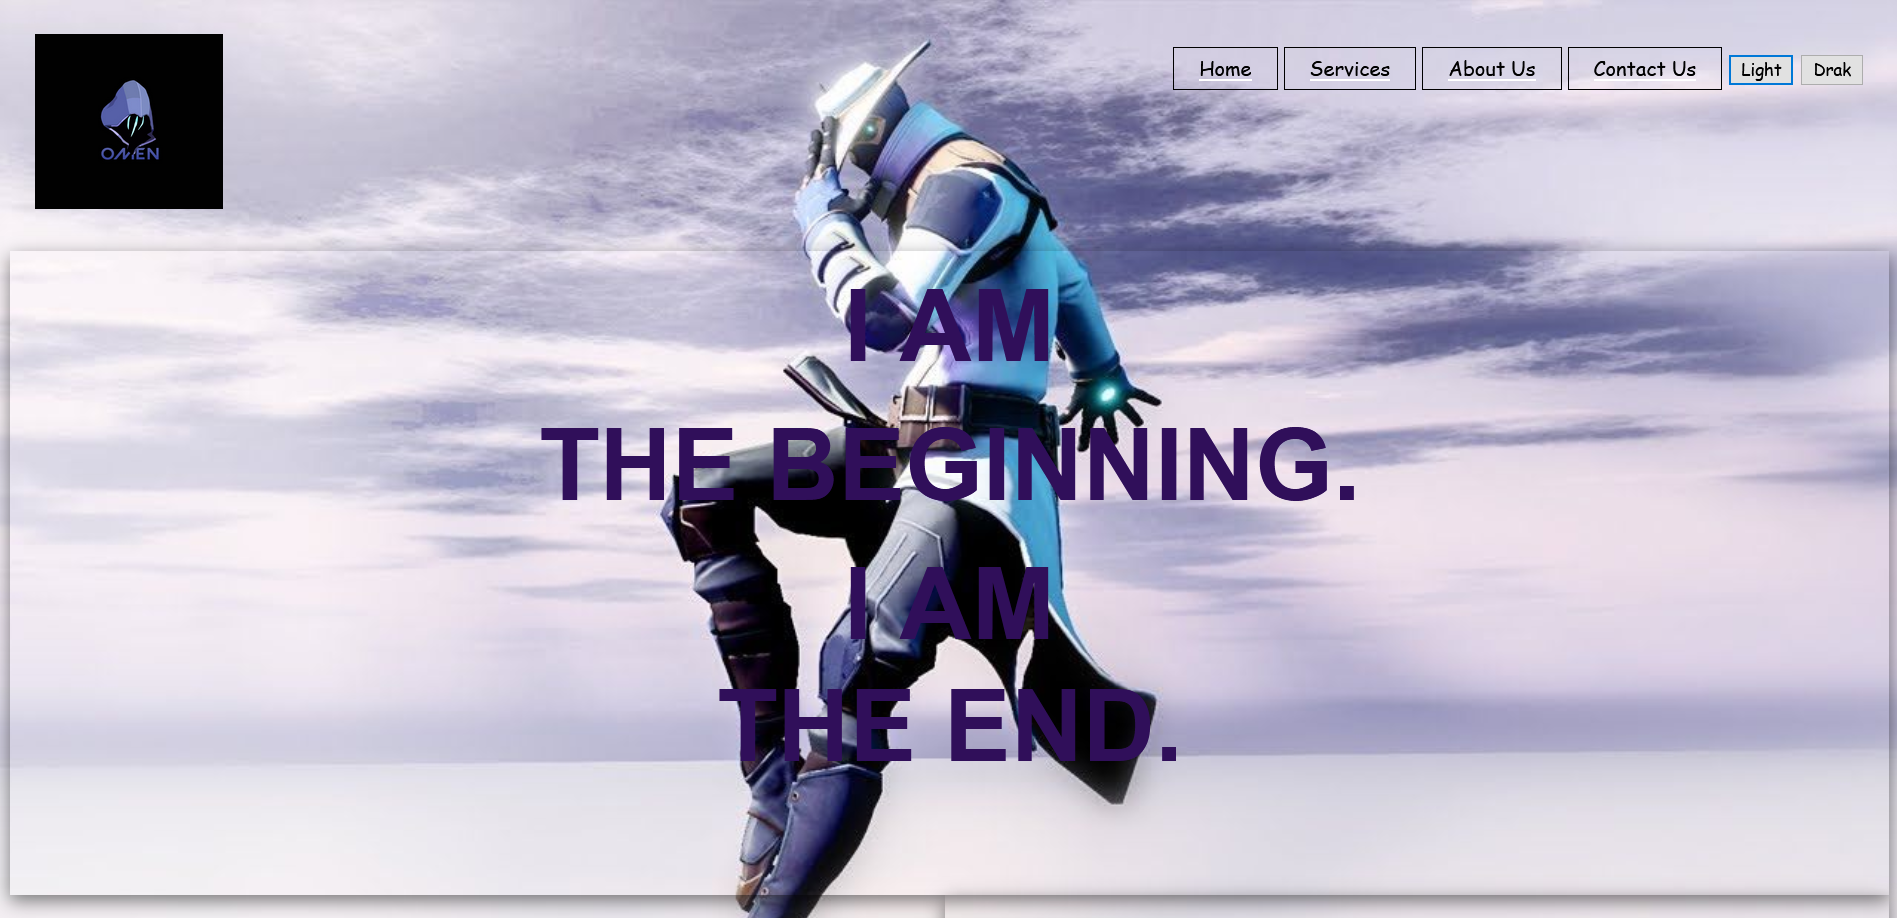 OMEN
Home Services About Us Contact Us Light Drak
I AM
THE BEGINNING.
I AM
THE END.